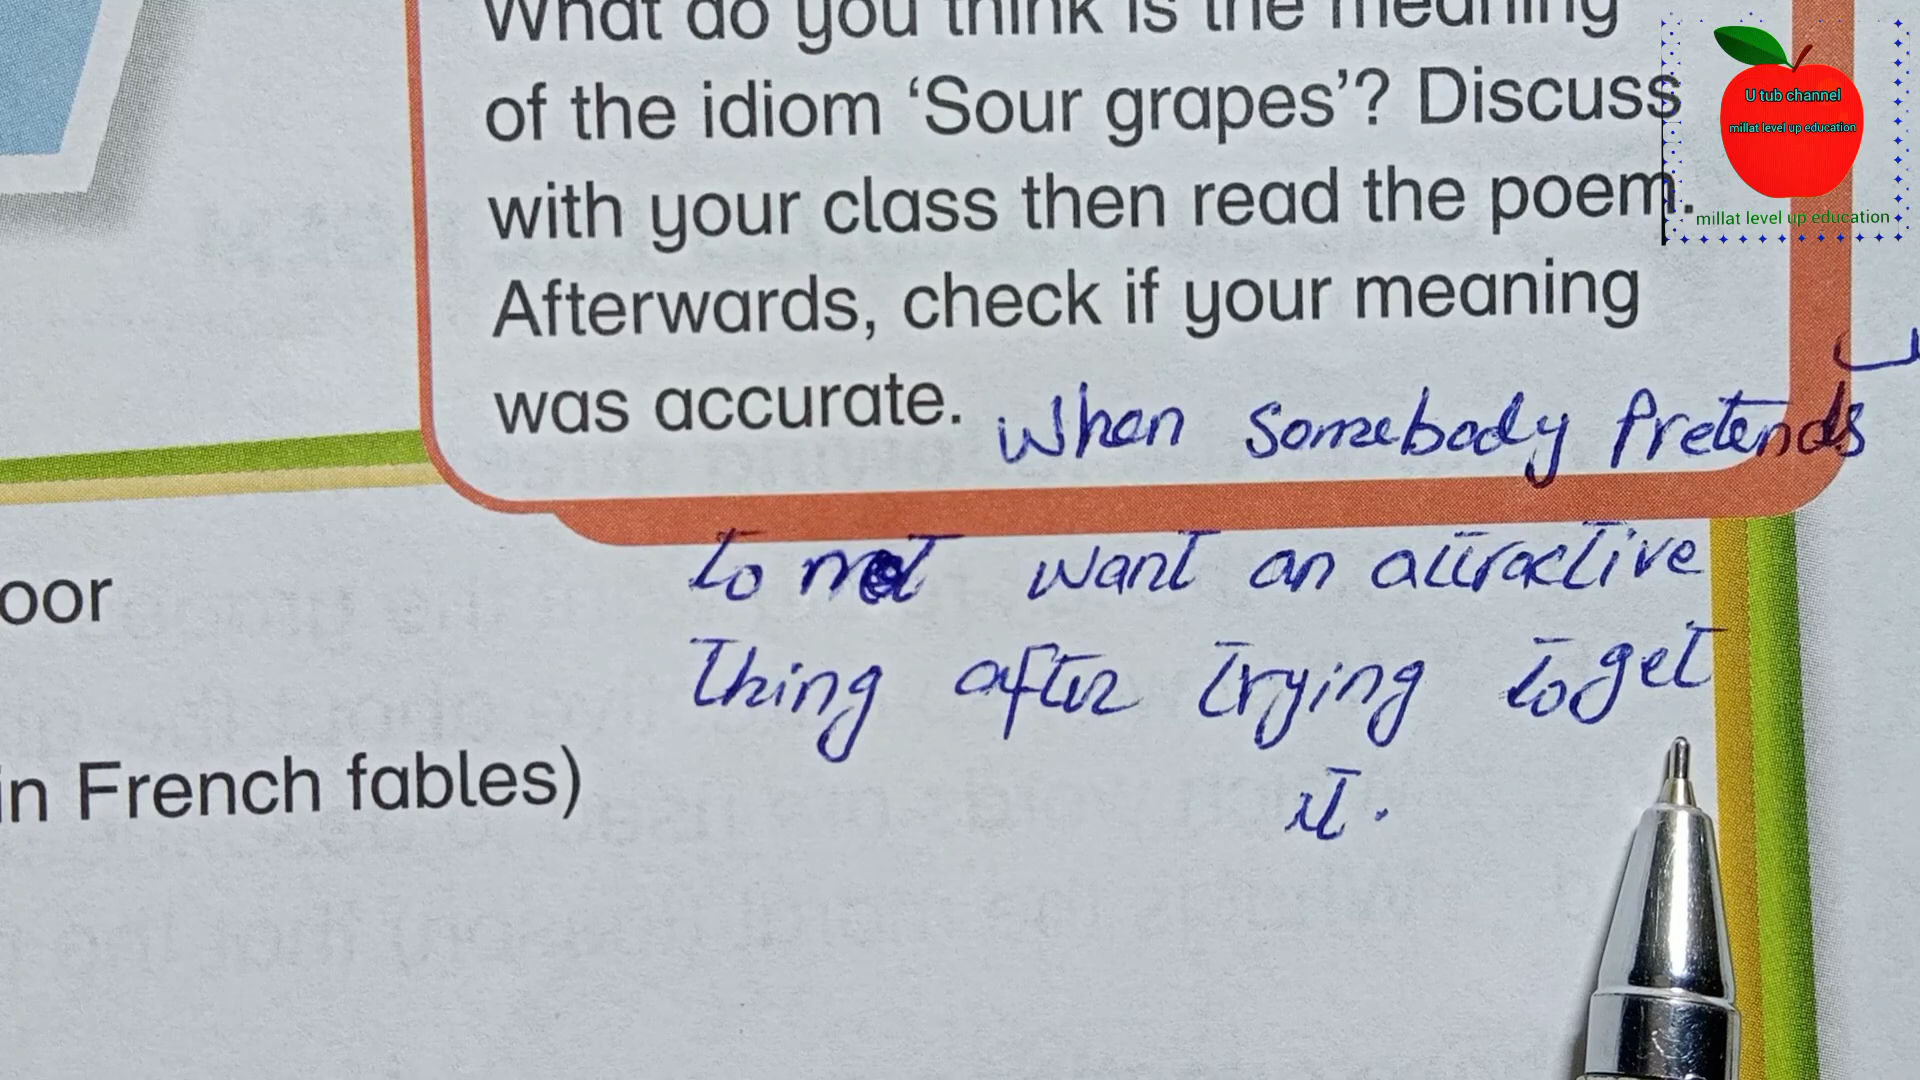 What do you think is the meaning
of the idiom ‘Sour grapes’? Discuss
with your class then read the poem.
Afterwards, check if your meaning
was accurate. When somebody Pretends
to not want an attractive
thing after trying to get
it.
oor
in French fables)
U tub channel
millat level up education
millat level up education